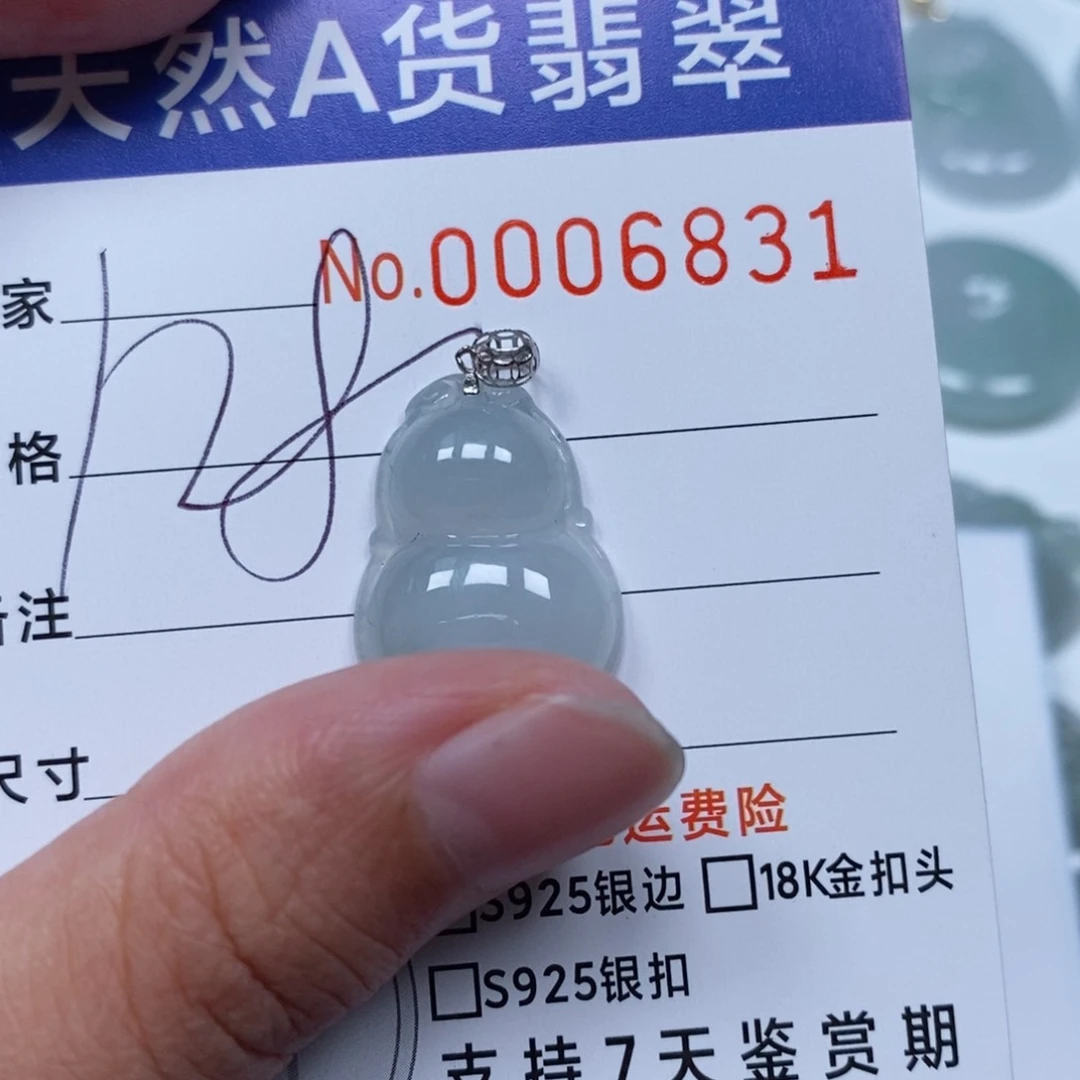 天然A货翡翠
No.0006831
家
格
备注
尺寸
运费险
S925银边 □18K金扣头
□S925银扣
支持7天鉴赏期